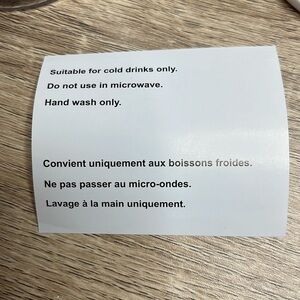 Suitable for cold drinks only.
Do not use in microwave.
Hand wash only.
Convient uniquement aux boissons froides.
Ne pas passer au micro-ondes.
Lavage à la main uniquement.